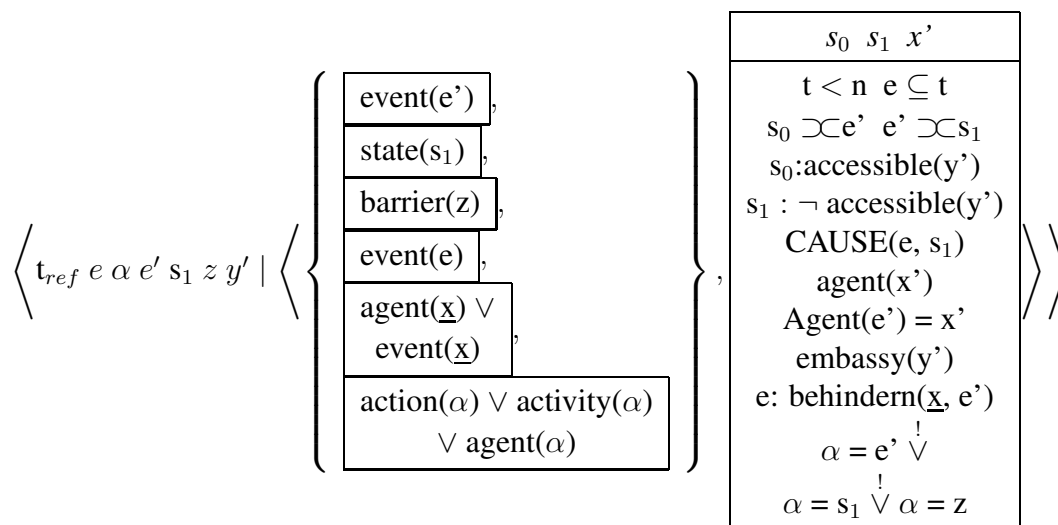 ⟨ t_ref e α e′ s₁ z y′ | ⟨ {
event(e’) ,
state(s₁) ,
barrier(z) ,
event(e) ,
agent(x̲) ∨
event(x̲) ,
action(α) ∨ activity(α)
∨ agent(α)
} ,
s₀ s₁ x’
t < n e ⊆ t
s₀ ⊃⊂e’ e’ ⊃⊂s₁
s₀:accessible(y’)
s₁ : ¬ accessible(y’)
CAUSE(e, s₁)
agent(x’)
Agent(e’) = x’
embassy(y’)
e: behindern(x̲, e’)
α = e’ ∨!
α = s₁ ∨! α = z
⟩⟩